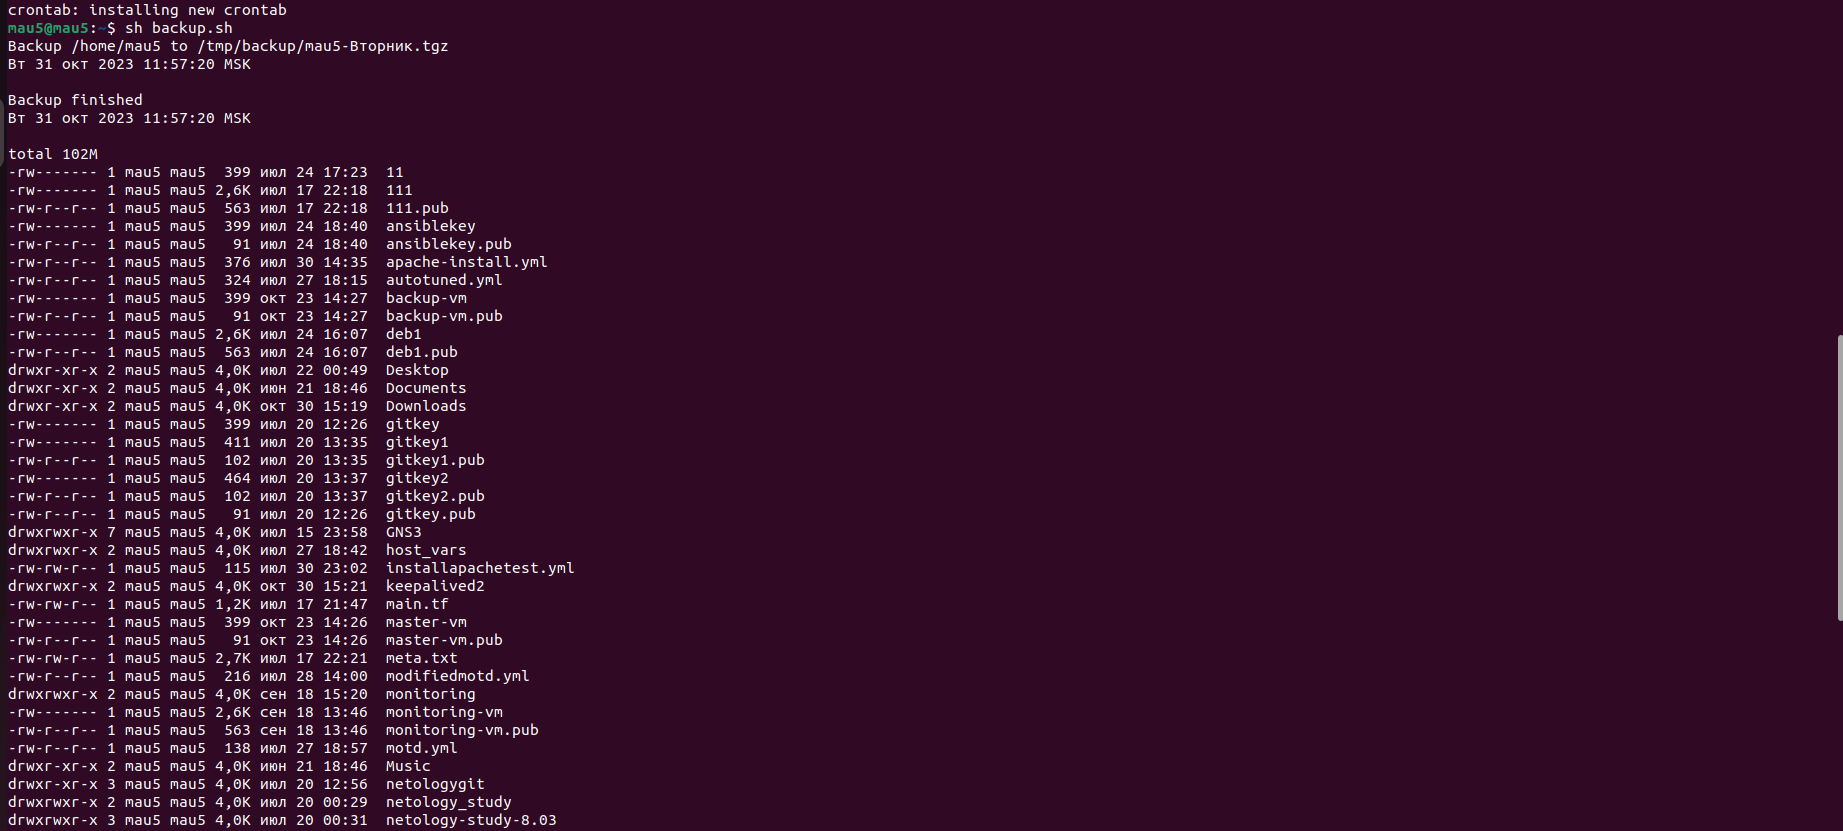 crontab: installing new crontab
mau5@mau5:~$ sh backup.sh
Backup /home/mau5 to /tmp/backup/mau5-Вторник.tgz
Вт 31 окт 2023 11:57:20 MSK
Backup finished
Вт 31 окт 2023 11:57:20 MSK
total 102M
-rw------- 1 mau5 mau5  399 июл 24 17:23  11
-rw------- 1 mau5 mau5 2,6K июл 17 22:18  111
-rw-r--r-- 1 mau5 mau5  563 июл 17 22:18  111.pub
-rw------- 1 mau5 mau5  399 июл 24 18:40  ansiblekey
-rw-r--r-- 1 mau5 mau5   91 июл 24 18:40  ansiblekey.pub
-rw-r--r-- 1 mau5 mau5  376 июл 30 14:35  apache-install.yml
-rw-r--r-- 1 mau5 mau5  324 июл 27 18:15  autotuned.yml
-rw------- 1 mau5 mau5  399 окт 23 14:27  backup-vm
-rw-r--r-- 1 mau5 mau5   91 окт 23 14:27  backup-vm.pub
-rw------- 1 mau5 mau5 2,6K июл 24 16:07  deb1
-rw-r--r-- 1 mau5 mau5  563 июл 24 16:07  deb1.pub
drwxr-xr-x 2 mau5 mau5 4,0K июл 22 00:49  Desktop
drwxr-xr-x 2 mau5 mau5 4,0K июн 21 18:46  Documents
drwxr-xr-x 2 mau5 mau5 4,0K окт 30 15:19  Downloads
-rw------- 1 mau5 mau5  399 июл 20 12:26  gitkey
-rw------- 1 mau5 mau5  411 июл 20 13:35  gitkey1
-rw-r--r-- 1 mau5 mau5  102 июл 20 13:35  gitkey1.pub
-rw------- 1 mau5 mau5  464 июл 20 13:37  gitkey2
-rw-r--r-- 1 mau5 mau5  102 июл 20 13:37  gitkey2.pub
-rw-r--r-- 1 mau5 mau5   91 июл 20 12:26  gitkey.pub
drwxrwxr-x 7 mau5 mau5 4,0K июл 15 23:58  GNS3
drwxrwxr-x 2 mau5 mau5 4,0K июл 27 18:42  host_vars
-rw-rw-r-- 1 mau5 mau5  115 июл 30 23:02  installapachetest.yml
drwxrwxr-x 2 mau5 mau5 4,0K окт 30 15:21  keepalived2
-rw-rw-r-- 1 mau5 mau5 1,2K июл 17 21:47  main.tf
-rw------- 1 mau5 mau5  399 окт 23 14:26  master-vm
-rw-r--r-- 1 mau5 mau5   91 окт 23 14:26  master-vm.pub
-rw-rw-r-- 1 mau5 mau5 2,7K июл 17 22:21  meta.txt
-rw-r--r-- 1 mau5 mau5  216 июл 28 14:00  modifiedmotd.yml
drwxrwxr-x 2 mau5 mau5 4,0K сен 18 15:20  monitoring
-rw------- 1 mau5 mau5 2,6K сен 18 13:46  monitoring-vm
-rw-r--r-- 1 mau5 mau5  563 сен 18 13:46  monitoring-vm.pub
-rw-r--r-- 1 mau5 mau5  138 июл 27 18:57  motd.yml
drwxr-xr-x 2 mau5 mau5 4,0K июн 21 18:46  Music
drwxr-xr-x 3 mau5 mau5 4,0K июл 20 12:56  netologygit
drwxrwxr-x 2 mau5 mau5 4,0K июл 20 00:29  netology_study
drwxrwxr-x 3 mau5 mau5 4,0K июл 20 00:31  netology-study-8.03